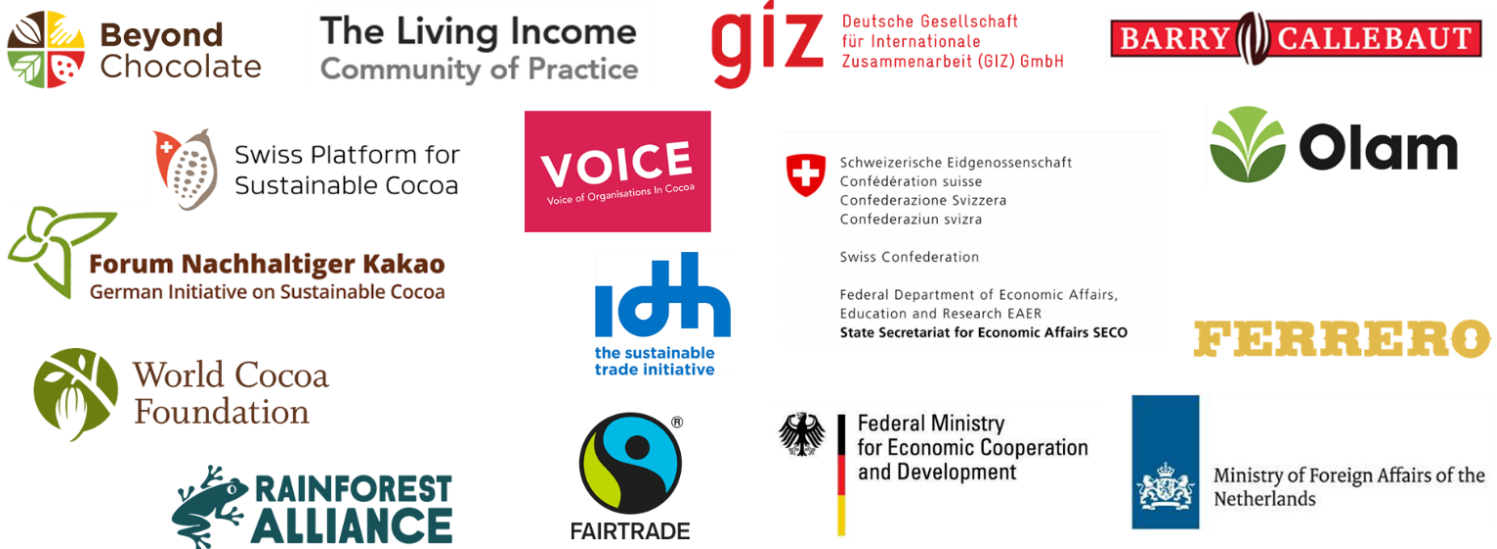 Beyond
Chocolate
The Living Income
Community of Practice
giz
Deutsche Gesellschaft
für Internationale
Zusammenarbeit (GIZ) GmbH
BARRY CALLEBAUT
Swiss Platform for
Sustainable Cocoa
VOICE
Voice of Organisations In Cocoa
Schweizerische Eidgenossenschaft
Confédération suisse
Confederazione Svizzera
Confederaziun svizra
Swiss Confederation
Federal Department of Economic Affairs,
Education and Research EAER
State Secretariat for Economic Affairs SECO
Olam
Forum Nachhaltiger Kakao
German Initiative on Sustainable Cocoa
idh
the sustainable
trade initiative
FERRERO
World Cocoa
Foundation
®
FAIRTRADE
Federal Ministry
for Economic Cooperation
and Development
Ministry of Foreign Affairs of the
Netherlands
RAINFOREST
ALLIANCE